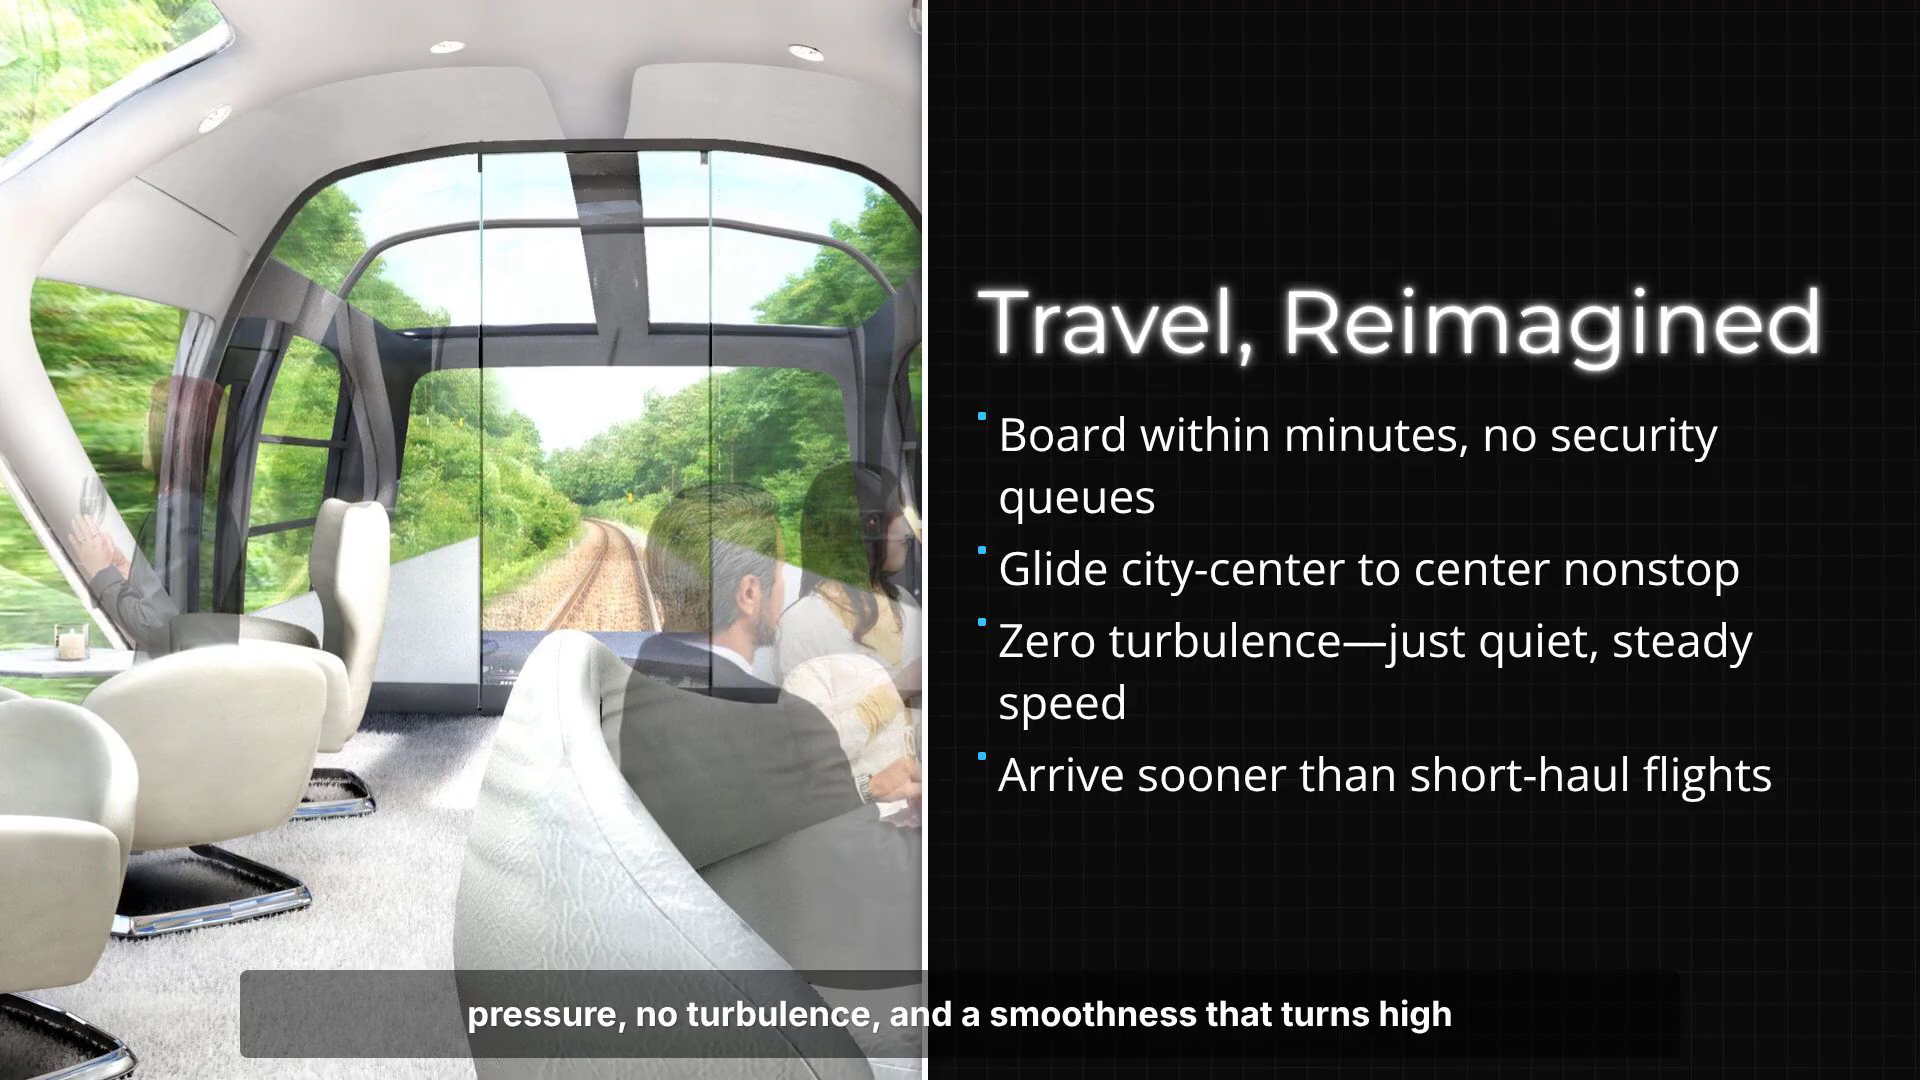 Travel, Reimagined
Board within minutes, no security
queues
Glide city-center to center nonstop
Zero turbulence—just quiet, steady
speed
Arrive sooner than short-haul flights
pressure, no turbulence, and a smoothness that turns high